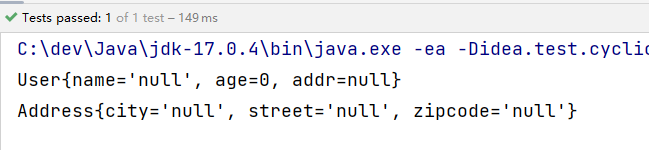 Tests passed: 1 of 1 test – 149 ms
C:\dev\Java\jdk-17.0.4\bin\java.exe -ea -Didea.test.cyclic
User{name='null', age=0, addr=null}
Address{city='null', street='null', zipcode='null'}